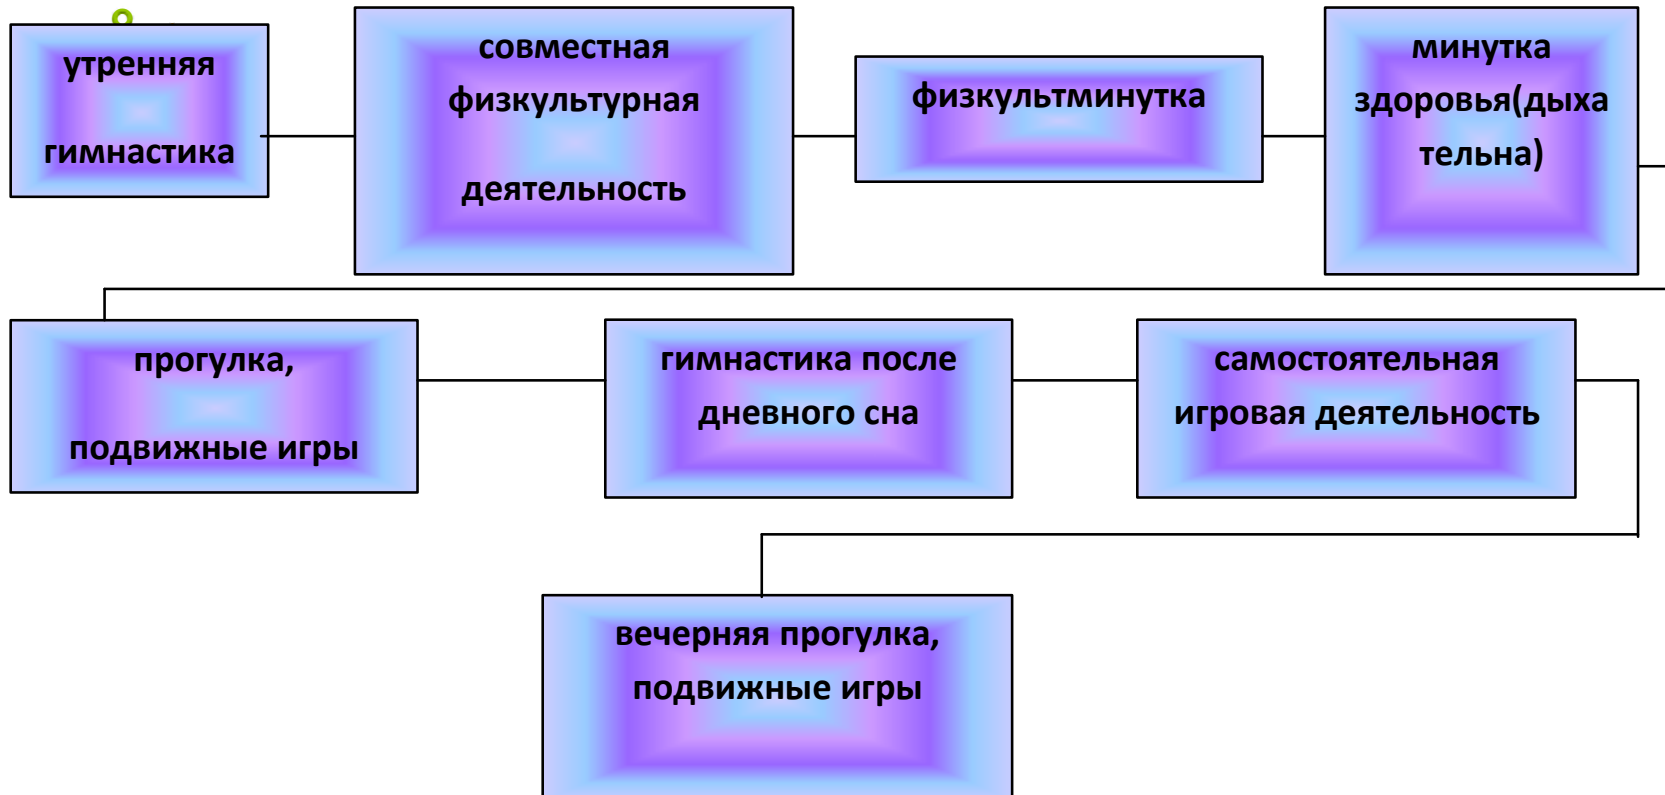 утренняя
гимнастика
совместная
физкультурная
деятельность
физкультминутка
минутка
здоровья(дыха
тельна)
прогулка,
подвижные игры
гимнастика после
дневного сна
самостоятельная
игровая деятельность
вечерняя прогулка,
подвижные игры